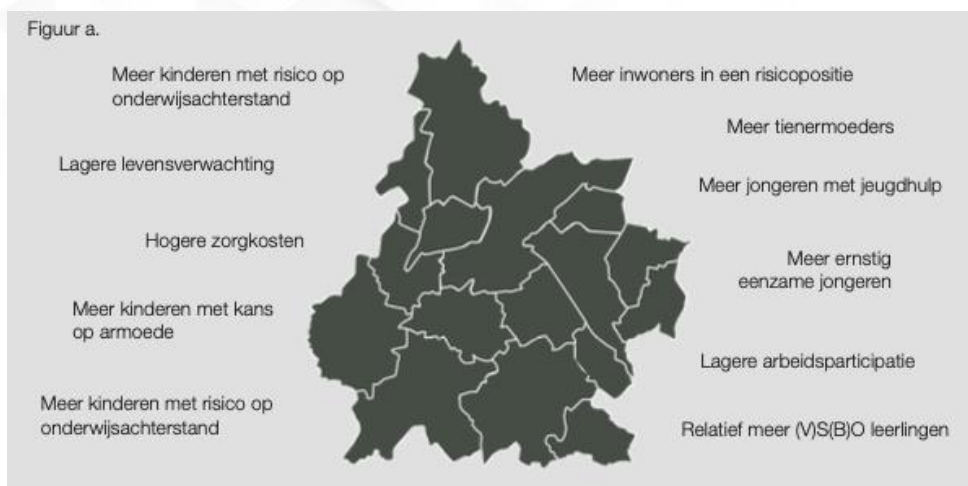 Figuur a.
Meer kinderen met risico op
onderwijsachterstand
Lagere levensverwachting
Hogere zorgkosten
Meer kinderen met kans
op armoede
Meer kinderen met risico op
onderwijsachterstand
Meer inwoners in een risicopositie
Meer tienermoeders
Meer jongeren met jeugdhulp
Meer ernstig
eenzame jongeren
Lagere arbeidsparticipatie
Relatief meer (V)S(B)O leerlingen